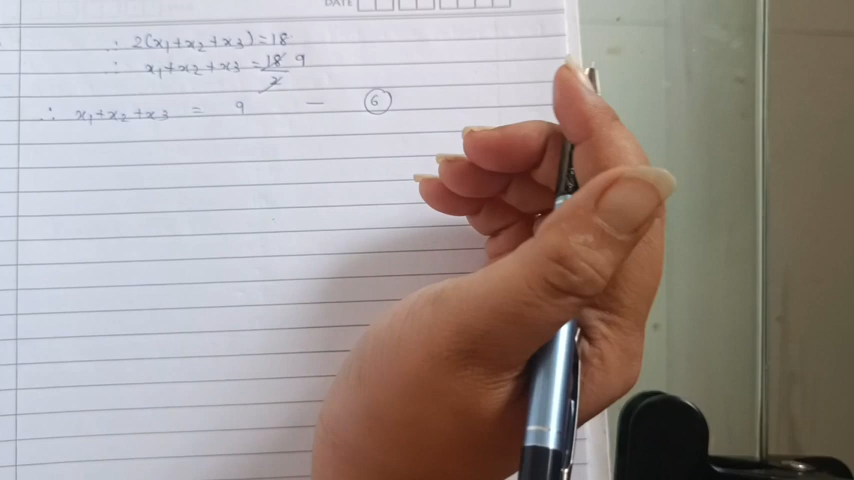 DATE
∴ 2(x₁+x₂+x₃) = 18
∴ x₁+x₂+x₃ = 18/2 9
∴ x₁+x₂+x₃ = 9 — ⑥